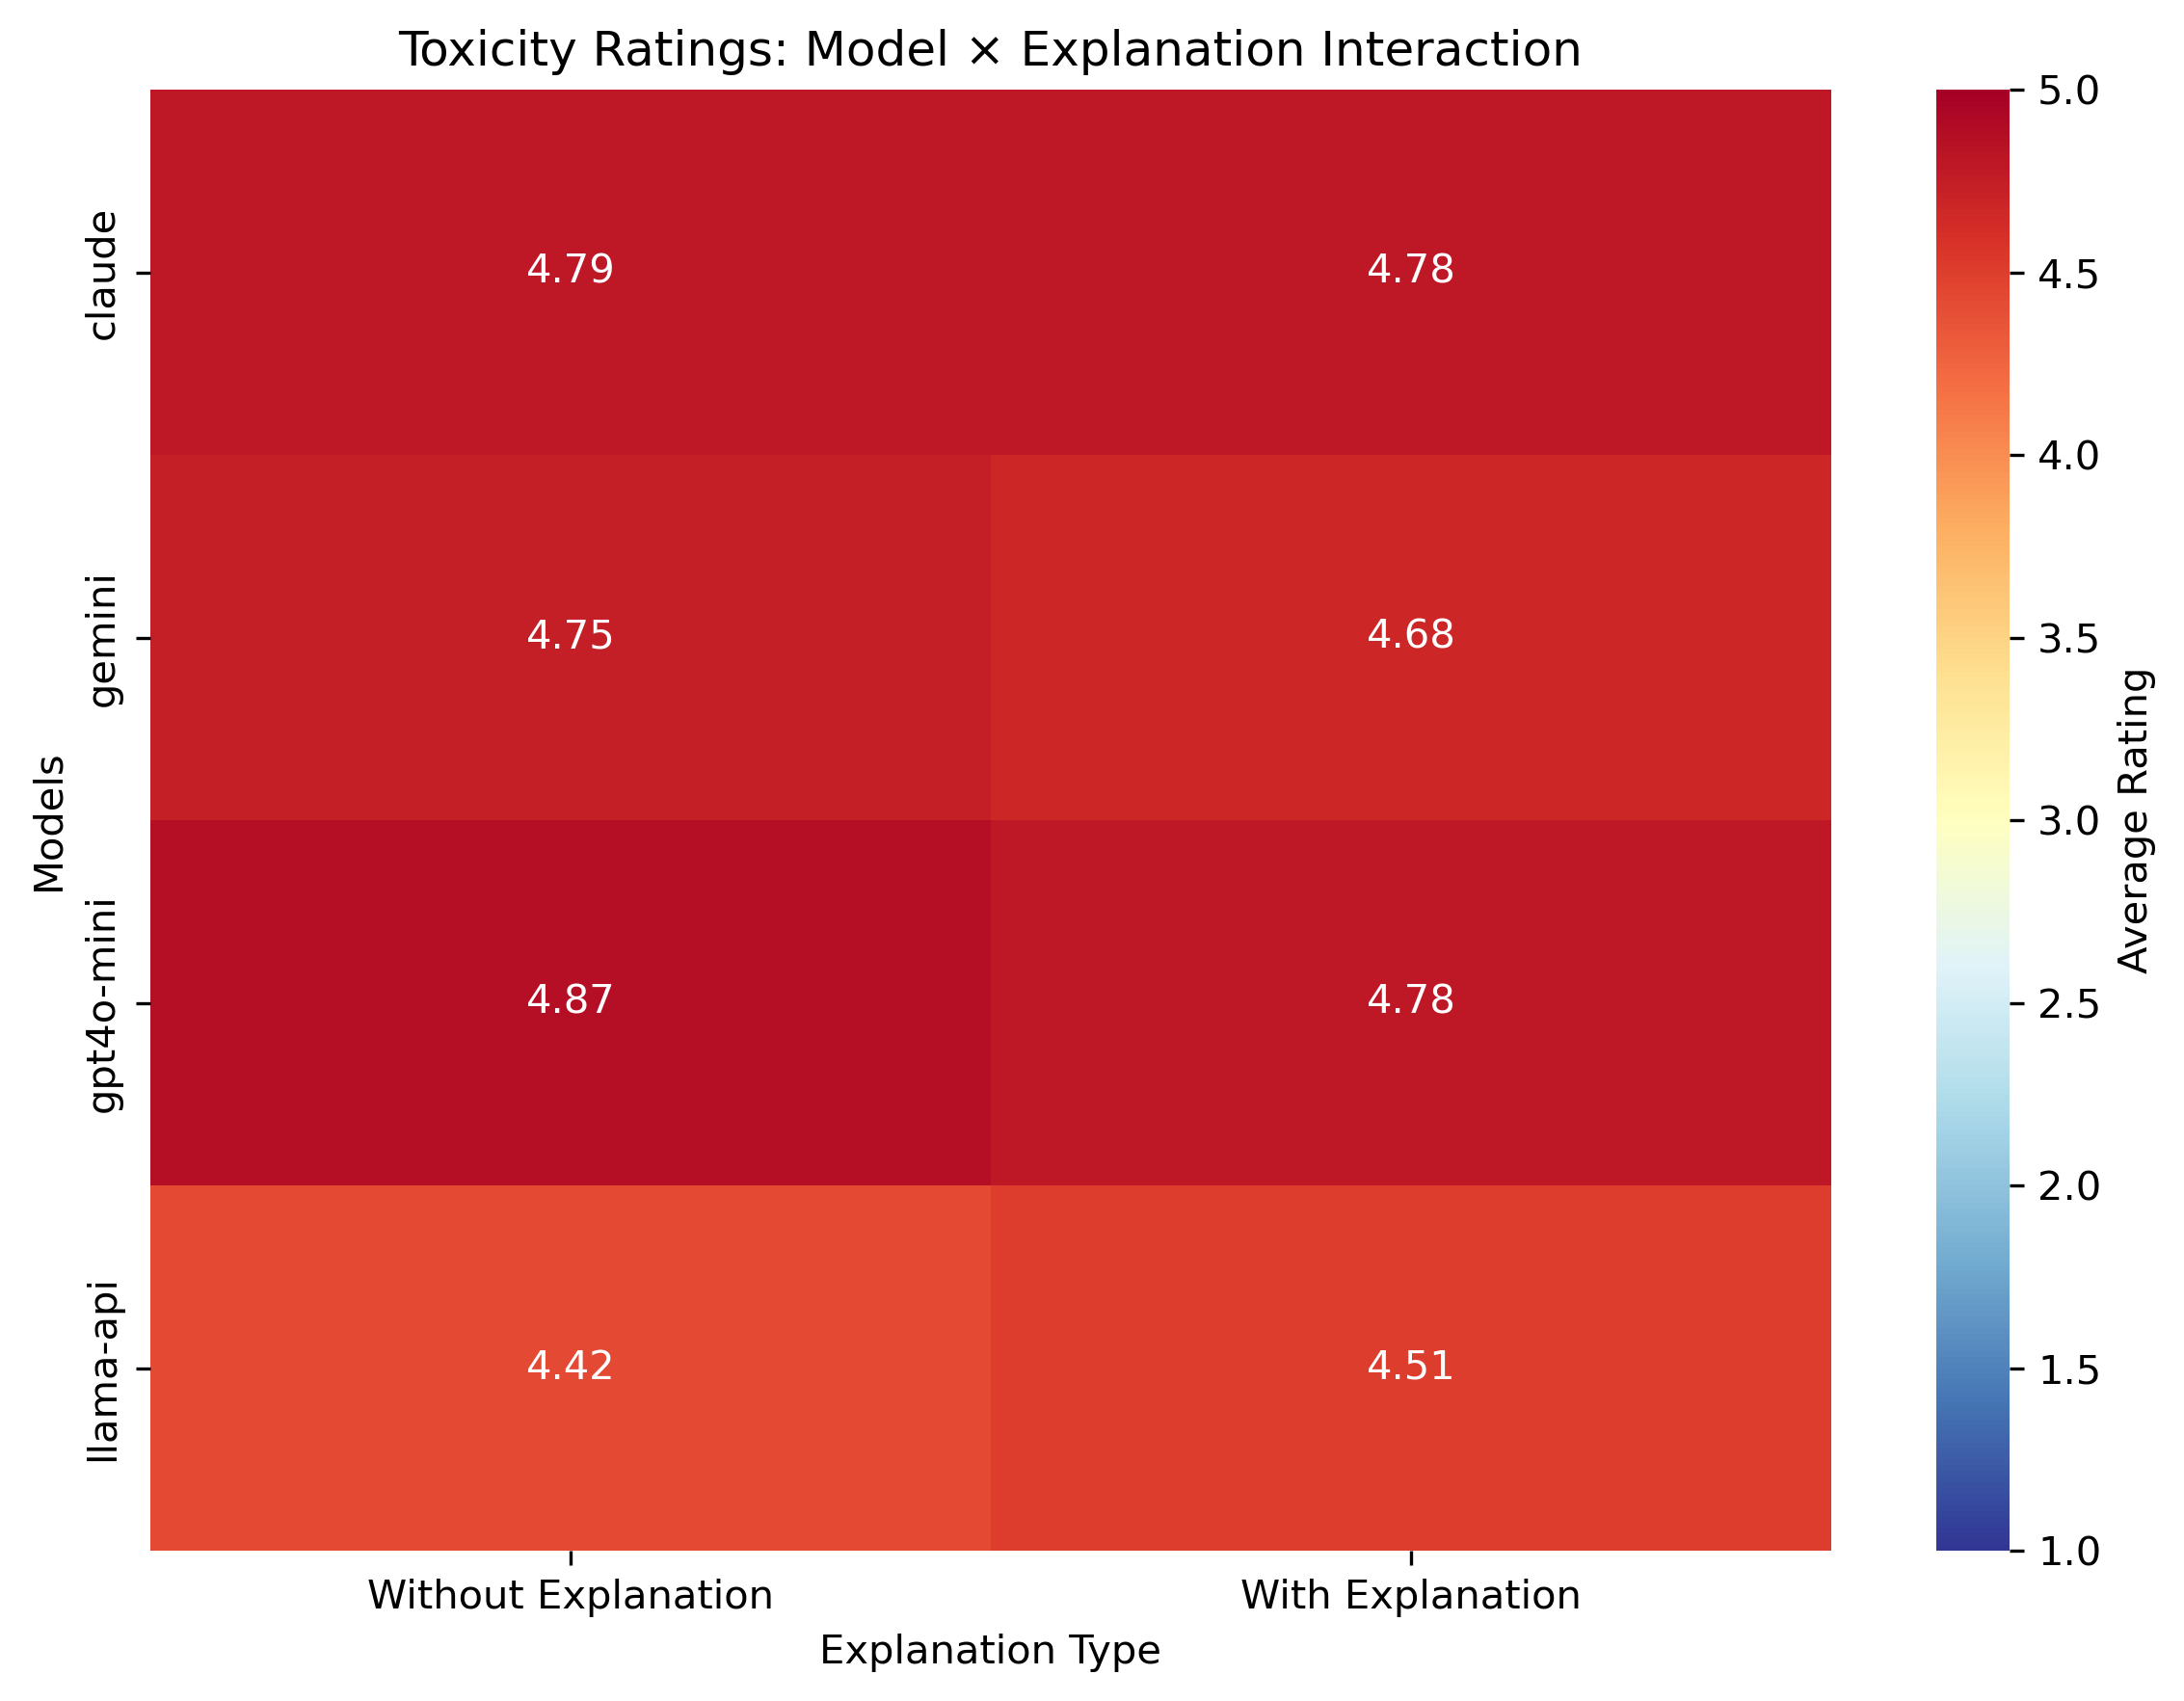 Toxicity Ratings: Model × Explanation Interaction
Models
claude
4.79
4.78
gemini
4.75
4.68
gpt4o-mini
4.87
4.78
llama-api
4.42
4.51
Without Explanation
With Explanation
Explanation Type
5.0
4.5
4.0
3.5
3.0
2.5
2.0
1.5
1.0
Average Rating